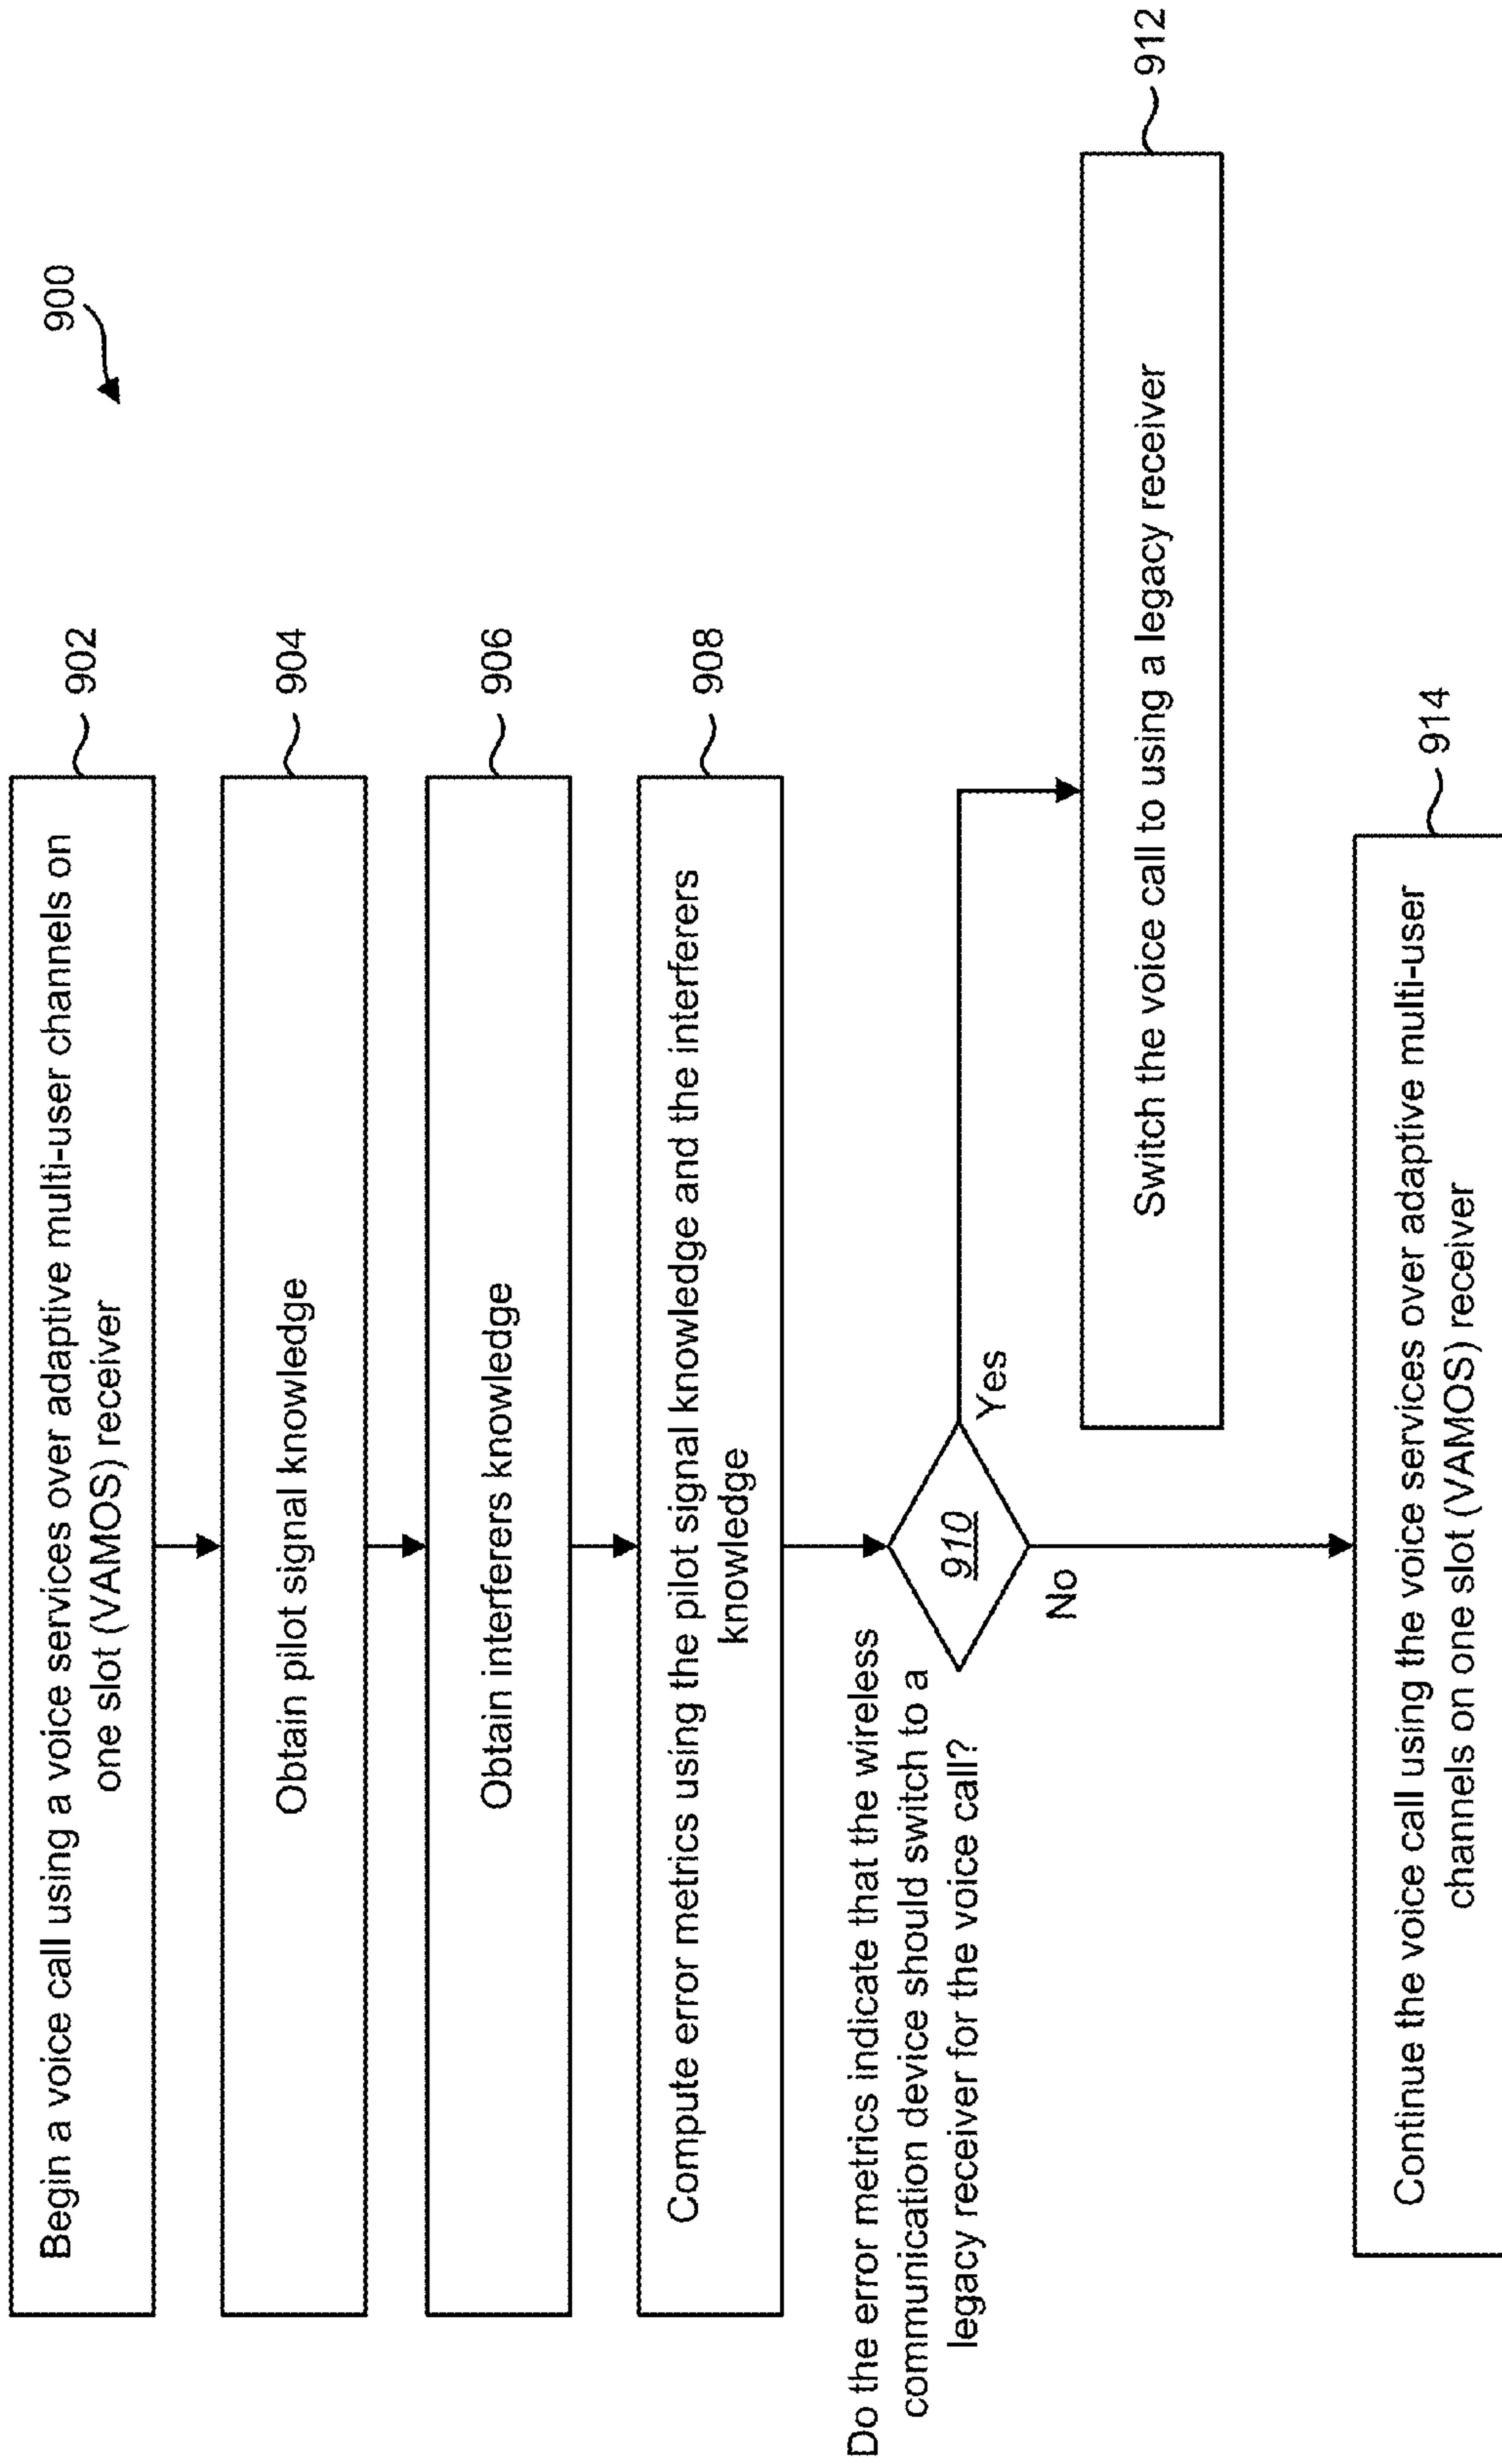 900
Begin a voice call using a voice services over adaptive multi-user channels on
one slot (VAMOS) receiver
902
Obtain pilot signal knowledge
904
Obtain interferers knowledge
906
Compute error metrics using the pilot signal knowledge and the interferers
knowledge
908
Do the error metrics indicate that the wireless
communication device should switch to a
legacy receiver for the voice call?
910
Yes
No
Switch the voice call to using a legacy receiver
912
Continue the voice call using the voice services over adaptive multi-user
channels on one slot (VAMOS) receiver
914